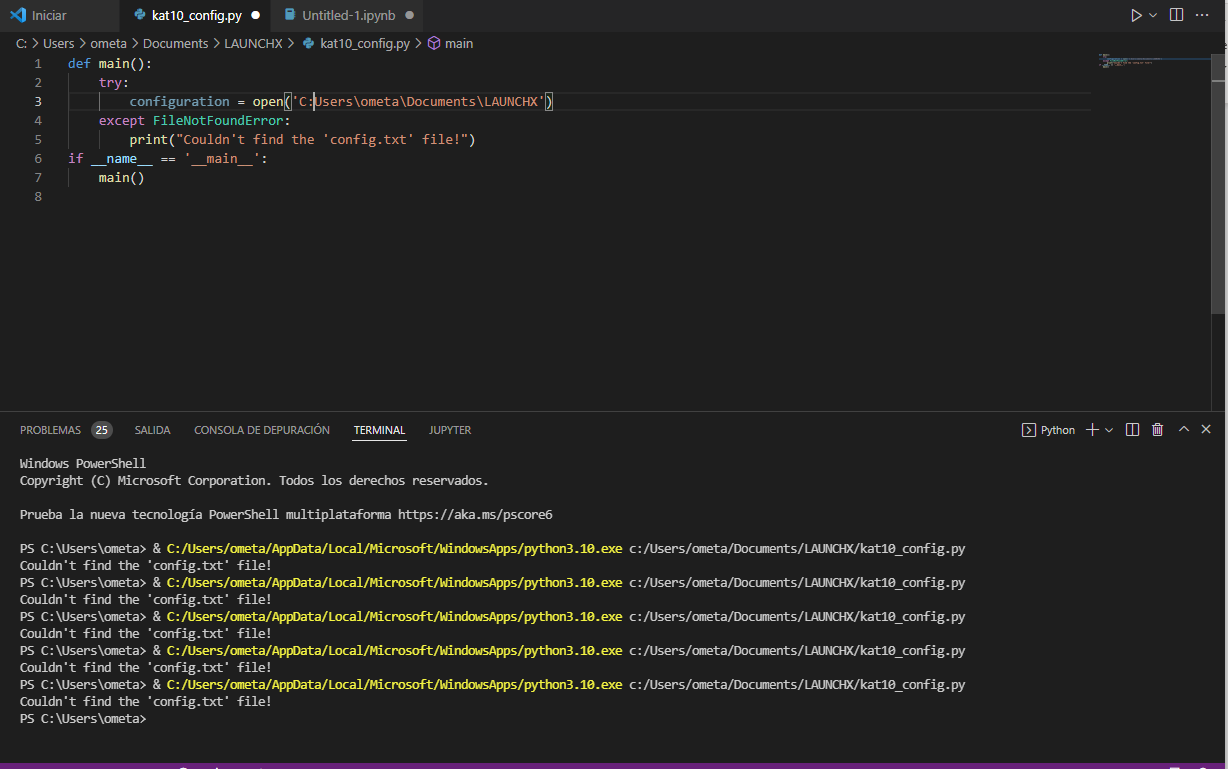 Iniciar
kat10_config.py
Untitled-1.ipynb
C: > Users > ometa > Documents > LAUNCHX > kat10_config.py > main
1 def main():
2 try:
3 configuration = open('C:Users\ometa\Documents\LAUNCHX')
4 except FileNotFoundError:
5 print("Couldn't find the 'config.txt' file!")
6 if __name__ == '__main__':
7 main()
8
PROBLEMAS 25 SALIDA CONSOLA DE DEPURACIÓN TERMINAL JUPYTER
Python
Windows PowerShell
Copyright (C) Microsoft Corporation. Todos los derechos reservados.
Prueba la nueva tecnología PowerShell multiplataforma https://aka.ms/pscore6
PS C:\Users\ometa> & C:/Users/ometa/AppData/Local/Microsoft/WindowsApps/python3.10.exe c:/Users/ometa/Documents/LAUNCHX/kat10_config.py
Couldn't find the 'config.txt' file!
PS C:\Users\ometa> & C:/Users/ometa/AppData/Local/Microsoft/WindowsApps/python3.10.exe c:/Users/ometa/Documents/LAUNCHX/kat10_config.py
Couldn't find the 'config.txt' file!
PS C:\Users\ometa> & C:/Users/ometa/AppData/Local/Microsoft/WindowsApps/python3.10.exe c:/Users/ometa/Documents/LAUNCHX/kat10_config.py
Couldn't find the 'config.txt' file!
PS C:\Users\ometa> & C:/Users/ometa/AppData/Local/Microsoft/WindowsApps/python3.10.exe c:/Users/ometa/Documents/LAUNCHX/kat10_config.py
Couldn't find the 'config.txt' file!
PS C:\Users\ometa> & C:/Users/ometa/AppData/Local/Microsoft/WindowsApps/python3.10.exe c:/Users/ometa/Documents/LAUNCHX/kat10_config.py
Couldn't find the 'config.txt' file!
PS C:\Users\ometa>